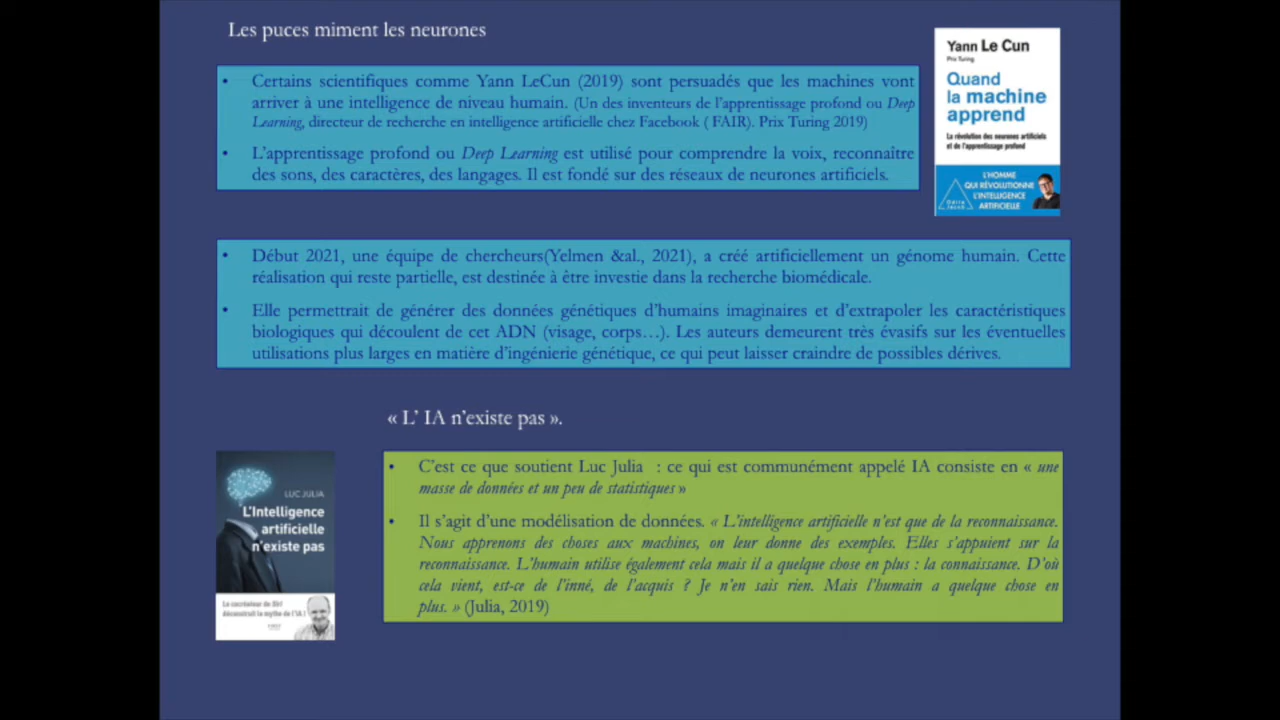 Les puces miment les neurones
• Certains scientifiques comme Yann LeCun (2019) sont persuadés que les machines vont
arriver à une intelligence de niveau humain. (Un des inventeurs de l'apprentissage profond ou Deep
Learning, directeur de recherche en intelligence artificielle chez Facebook ( FAIR). Prix Turing 2019)
• L'apprentissage profond ou Deep Learning est utilisé pour comprendre la voix, reconnaître
des sons, des caractères, des langages. Il est fondé sur des réseaux de neurones artificiels.
Yann Le Cun
Prix Turing
Quand
la machine
apprend
La révolution des neurones artificiels
et de l'apprentissage profond
L'HOMME
QUI RÉVOLUTIONNE
L'INTELLIGENCE
ARTIFICIELLE
Odile
Jacob
• Début 2021, une équipe de chercheurs(Yelmen &al., 2021), a créé artificiellement un génome humain. Cette
réalisation qui reste partielle, est destinée à être investie dans la recherche biomédicale.
• Elle permettrait de générer des données génétiques d'humains imaginaires et d'extrapoler les caractéristiques
biologiques qui découlent de cet ADN (visage, corps…). Les auteurs demeurent très évasifs sur les éventuelles
utilisations plus larges en matière d'ingénierie génétique, ce qui peut laisser craindre de possibles dérives.
« L' IA n'existe pas ».
LUC JULIA
L'Intelligence
artificielle
n'existe pas
Le cocréateur de Siri
déconstruit le mythe de l'IA !
• C'est ce que soutient Luc Julia : ce qui est communément appelé IA consiste en « une
masse de données et un peu de statistiques »
• Il s'agit d'une modélisation de données. « L'intelligence artificielle n'est que de la reconnaissance.
Nous apprenons des choses aux machines, on leur donne des exemples. Elles s'appuient sur la
reconnaissance. L'humain utilise également cela mais il a quelque chose en plus : la connaissance. D'où
cela vient, est-ce de l'inné, de l'acquis ? Je n'en sais rien. Mais l'humain a quelque chose en
plus. » (Julia, 2019)